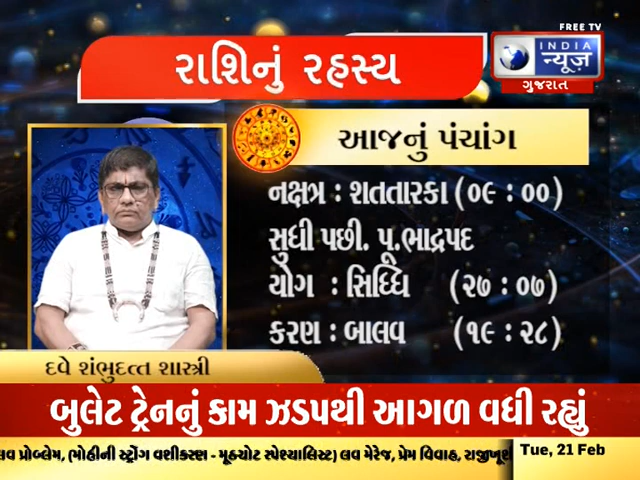 FREE TV
રાશિનું રહસ્ય
INDIA
न्यूज़
ગુજરાત
આજનું પંચાંગ
નક્ષત્ર : શતતારકા (૦૯ : ૦૦)
સુધી પછી. પૂ.ભાદ્રપદ
યોગ : સિધ્ધિ (૨૭ : ૦૭)
કરણ : બાલવ (૧૯ : ૨૮)
દવે શંભુદત્ત શાસ્ત્રી
બુલેટ ટ્રેનનું કામ ઝડપથી આગળ વધી રહ્યું
લવ પ્રોબ્લેમ, (મોહીની સ્ટ્રોંગ વશીકરણ - મૂઠચોટ સ્પેશ્યાલિસ્ટ) લવ મેરેજ, પ્રેમ વિવાહ,
Tue, 21 Feb